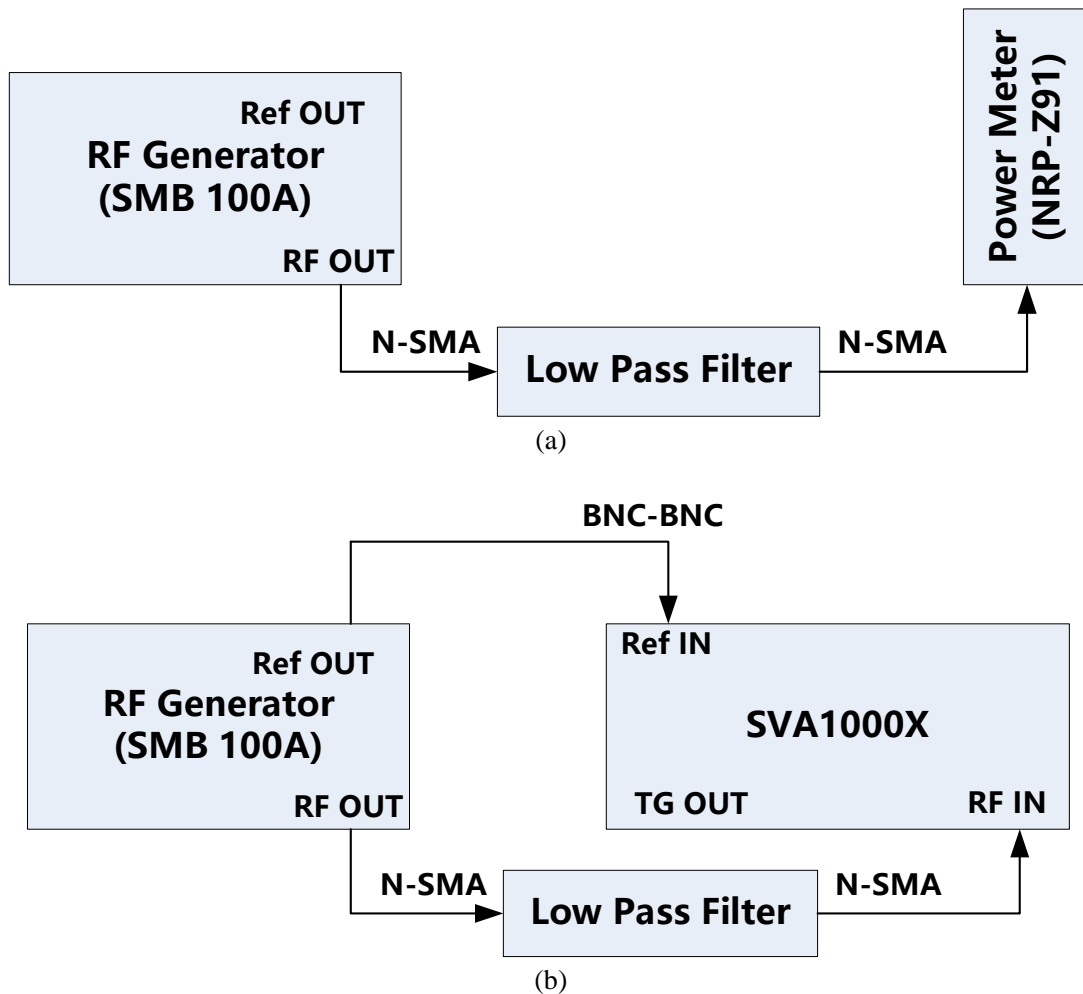 Ref OUT
RF Generator
(SMB 100A)
RF OUT
N-SMA
Low Pass Filter
N-SMA
Power Meter
(NRP-Z91)
(a)
BNC-BNC
Ref OUT
RF Generator
(SMB 100A)
RF OUT
Ref IN
SVA1000X
TG OUT
RF IN
N-SMA
Low Pass Filter
N-SMA
(b)